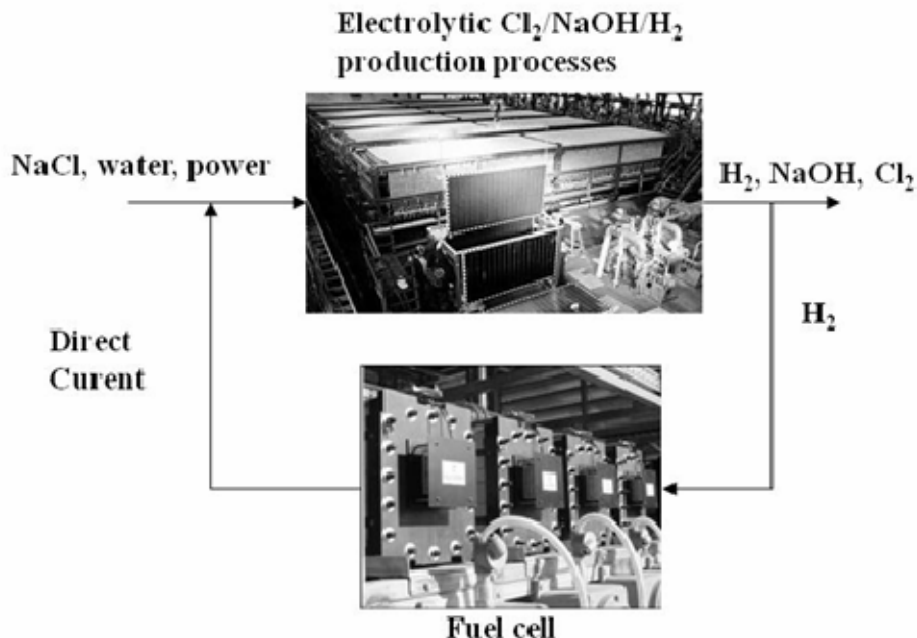 Electrolytic Cl₂/NaOH/H₂
production processes
NaCl, water, power
H₂, NaOH, Cl₂
Direct
Curent
H₂
Fuel cell